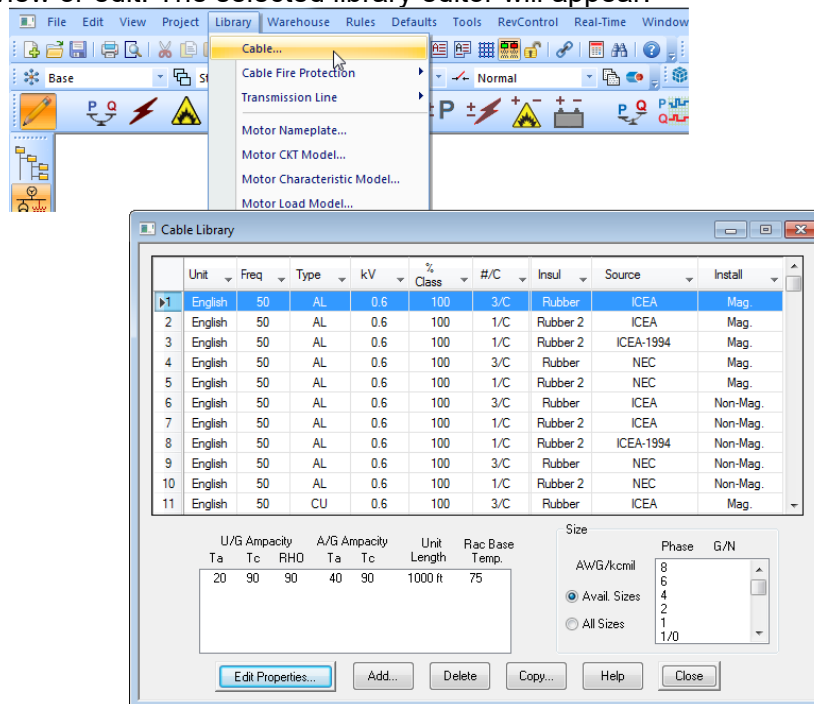 now or edit. The selected library editor will appear.
File Edit View Project Library Warehouse Rules Defaults Tools RevControl Real-Time Window
Cable...
Base
Normal
Cable Fire Protection
Transmission Line
P Q
P
P Q
P
Q
Motor Nameplate...
Motor CKT Model...
Motor Characteristic Model...
Motor Load Model...
Cable Library
Unit Freq Type kV % Class #/C Insul Source Install
1 English 50 AL 0.6 100 3/C Rubber ICEA Mag.
2 English 50 AL 0.6 100 1/C Rubber 2 ICEA Mag.
3 English 50 AL 0.6 100 1/C Rubber 2 ICEA-1994 Mag.
4 English 50 AL 0.6 100 3/C Rubber NEC Mag.
5 English 50 AL 0.6 100 1/C Rubber 2 NEC Mag.
6 English 50 AL 0.6 100 3/C Rubber ICEA Non-Mag.
7 English 50 AL 0.6 100 1/C Rubber 2 ICEA Non-Mag.
8 English 50 AL 0.6 100 1/C Rubber 2 ICEA-1994 Non-Mag.
9 English 50 AL 0.6 100 3/C Rubber NEC Non-Mag.
10 English 50 AL 0.6 100 1/C Rubber 2 NEC Non-Mag.
11 English 50 CU 0.6 100 3/C Rubber ICEA Mag.
U/G Ampacity A/G Ampacity Unit Rac Base
Ta Tc RHO Ta Tc Length Temp.
20 90 90 40 90 1000 ft 75
Size
Phase G/N
AWG/kcmil
Avail. Sizes
All Sizes
8
6
4
2
1
1/0
Edit Properties... Add... Delete Copy... Help Close